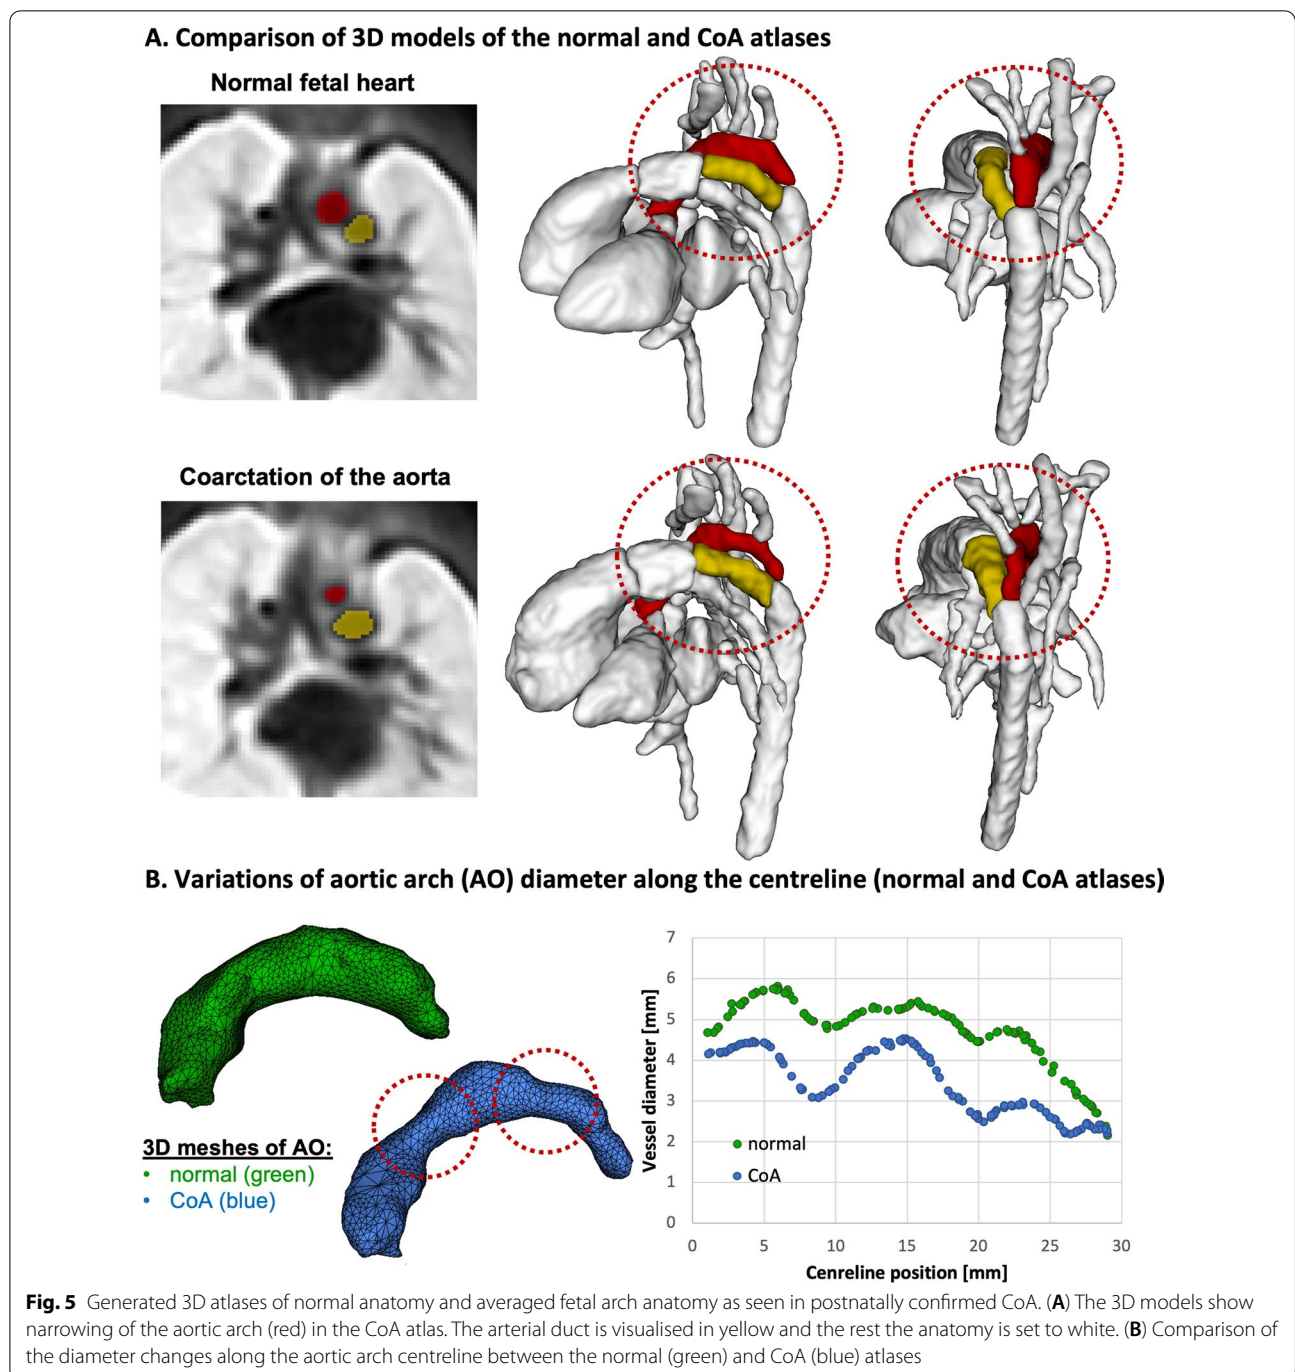 A. Comparison of 3D models of the normal and CoA atlases
Normal fetal heart
Coarctation of the aorta
B. Variations of aortic arch (AO) diameter along the centreline (normal and CoA atlases)
3D meshes of AO:
• normal (green)
• CoA (blue)
Vessel diameter [mm]
7
6
5
4
3
2
1
0
normal
CoA
0 5 10 15 20 25 30
Cenreline position [mm]
Fig. 5 Generated 3D atlases of normal anatomy and averaged fetal arch anatomy as seen in postnatally confirmed CoA. (A) The 3D models show
narrowing of the aortic arch (red) in the CoA atlas. The arterial duct is visualised in yellow and the rest the anatomy is set to white. (B) Comparison of
the diameter changes along the aortic arch centreline between the normal (green) and CoA (blue) atlases